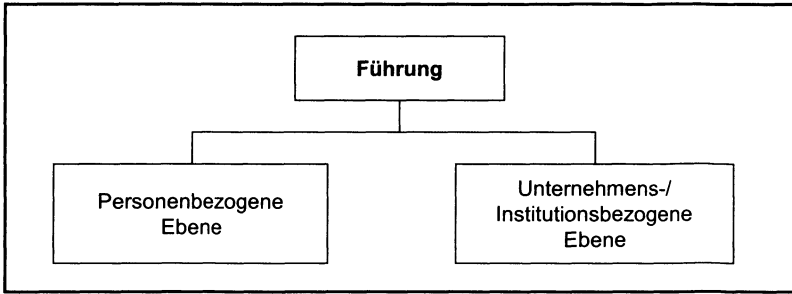 Führung
Personenbezogene
Ebene
Unternehmens-/
Institutionsbezogene
Ebene